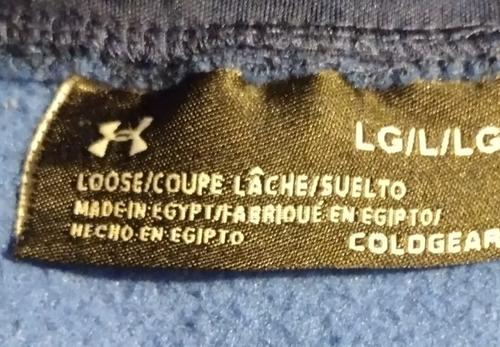 LG/L/LG
LOOSE/COUPE LÂCHE/SUELTO
MADE IN EGYPT/FABRIQUÉ EN EGIPTO/
HECHO EN EGIPTO
COLDGEAR